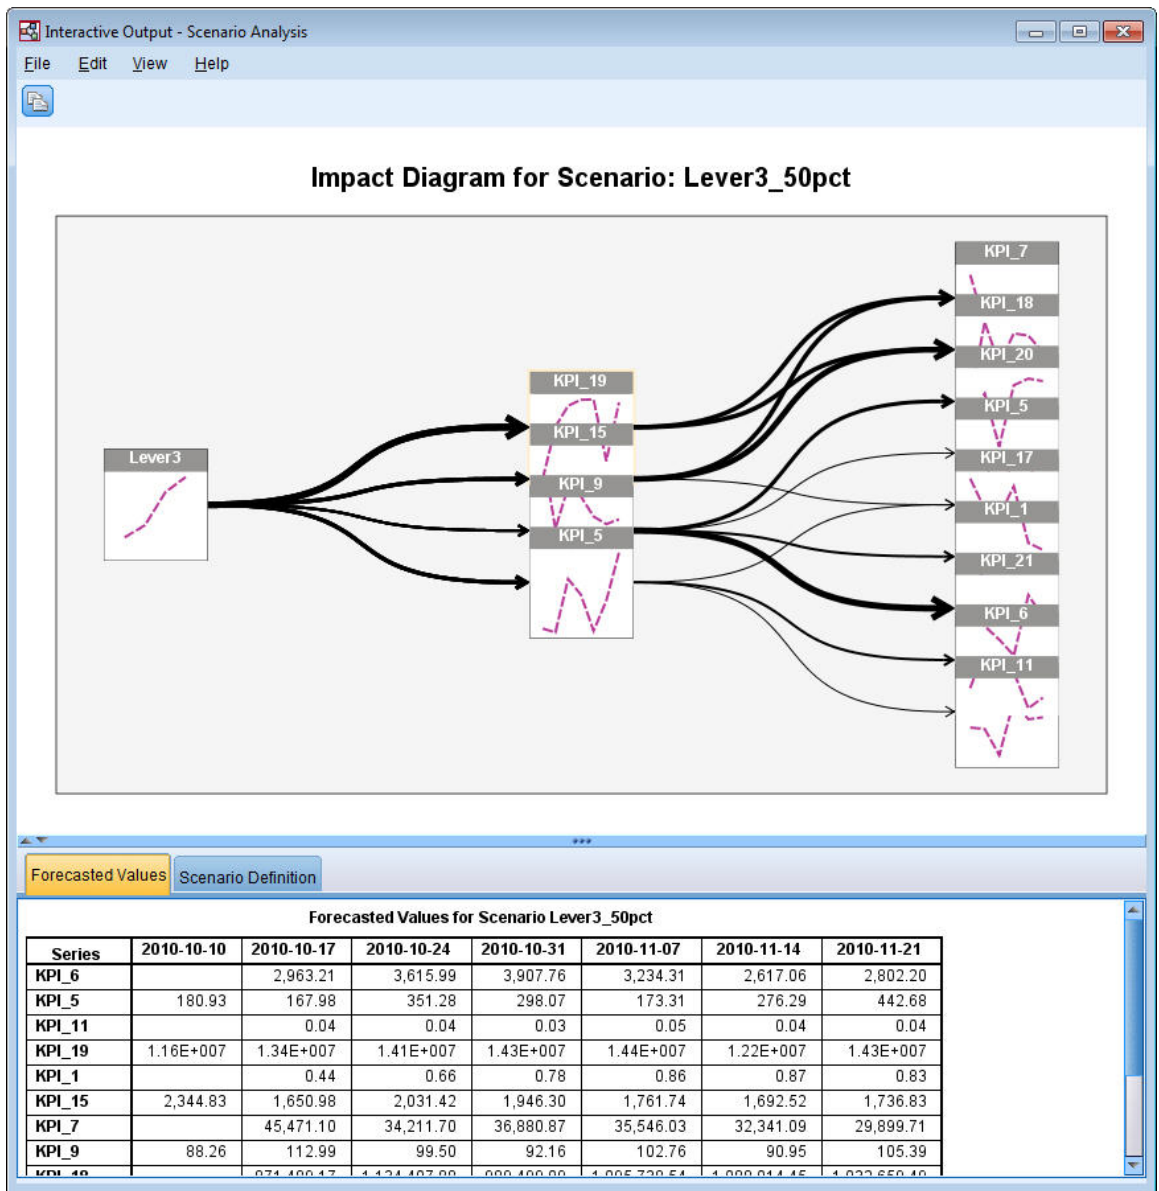 Interactive Output - Scenario Analysis
File Edit View Help
Impact Diagram for Scenario: Lever3_50pct
KPI_7
KPI_18
KPI_20
KPI_19
KPI_5
KPI_15
Lever3
KPI_17
KPI_9
KPI_1
KPI_5
KPI_21
KPI_6
KPI_11
Forecasted Values Scenario Definition
Forecasted Values for Scenario Lever3_50pct
Series 2010-10-10 2010-10-17 2010-10-24 2010-10-31 2010-11-07 2010-11-14 2010-11-21
KPI_6 2,963.21 3,615.99 3,907.76 3,234.31 2,617.06 2,802.20
KPI_5 180.93 167.98 351.28 298.07 173.31 276.29 442.68
KPI_11 0.04 0.04 0.03 0.05 0.04 0.04
KPI_19 1.16E+007 1.34E+007 1.41E+007 1.43E+007 1.44E+007 1.22E+007 1.43E+007
KPI_1 0.44 0.66 0.78 0.86 0.87 0.83
KPI_15 2,344.83 1,650.98 2,031.42 1,946.30 1,761.74 1,692.52 1,736.83
KPI_7 45,471.10 34,211.70 36,880.87 35,546.03 32,341.09 29,899.71
KPI_9 88.26 112.99 99.50 92.16 102.76 90.95 105.39